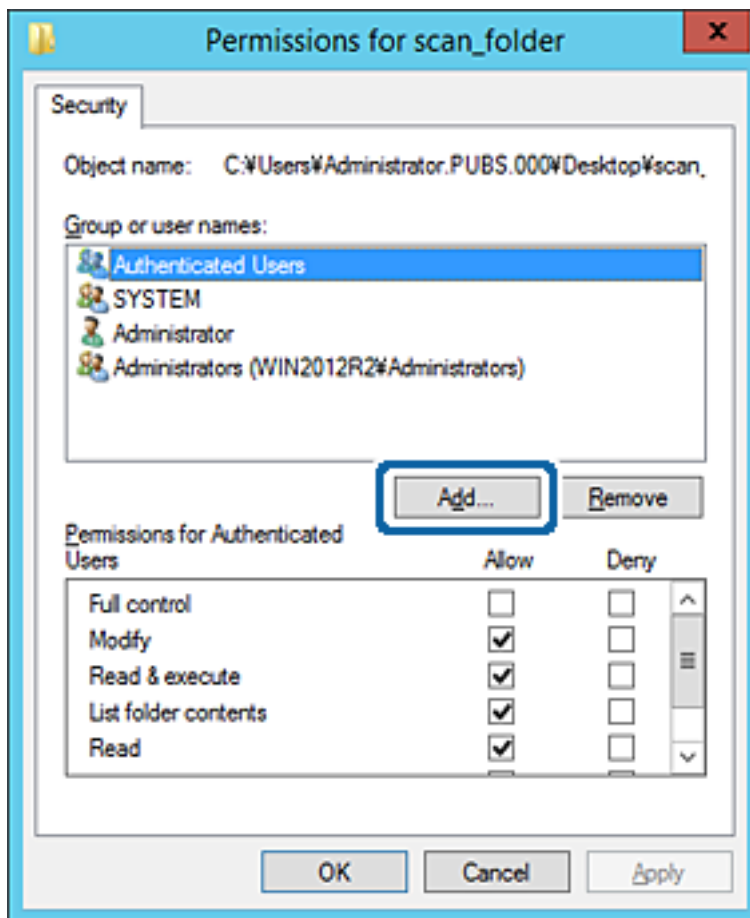 Permissions for scan_folder
Security
Object name: C:¥Users¥Administrator.PUBS.000¥Desktop¥scan_
Group or user names:
Authenticated Users
SYSTEM
Administrator
Administrators (WIN2012R2¥Administrators)
Add... Remove
Permissions for Authenticated
Users Allow Deny
Full control
Modify
Read & execute
List folder contents
Read
OK Cancel Apply